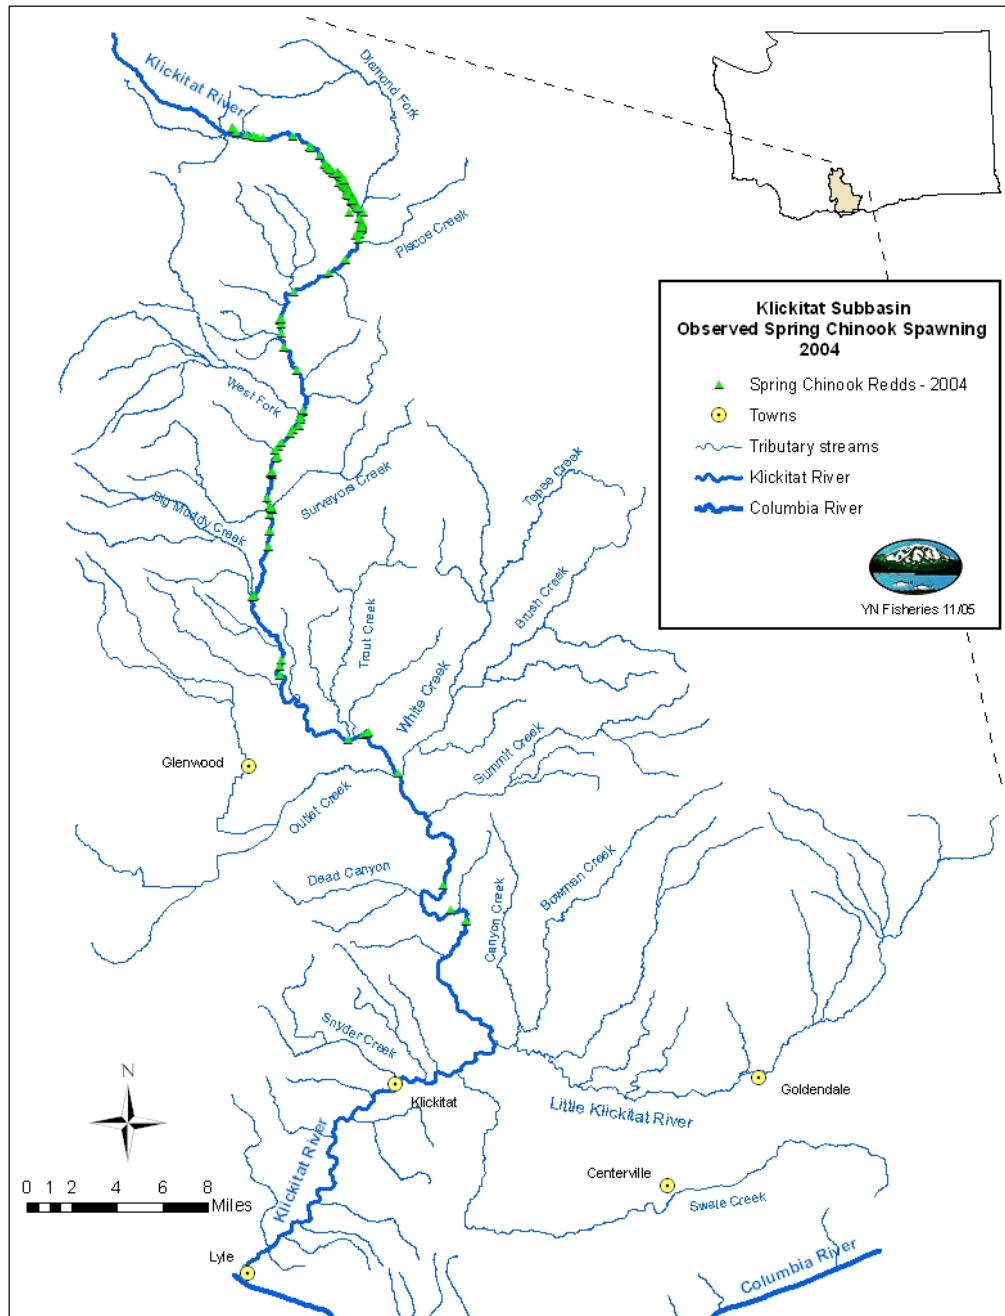 Klickitat River
Diamond Fork
Piscoe Creek
Klickitat Subbasin
Observed Spring Chinook Spawning
2004
Spring Chinook Redds - 2004
Towns
Tributary streams
Klickitat River
Columbia River
YN Fisheries 11/05
West Fork
Surveyors Creek
Big Muddy Creek
Tepee Creek
Brush Creek
Trout Creek
White Creek
Summit Creek
Glenwood
Outlet Creek
Dead Canyon
Canyon Creek
Bowman Creek
Snyder Creek
Klickitat
Little Klickitat River
Goldendale
N
Klickitat River
Centerville
Swale Creek
0 1 2 4 6 8
Miles
Lyle
Columbia River